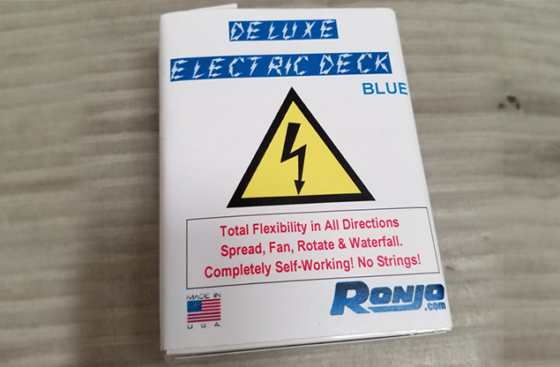 DELUXE
ELECTRIC DECK
BLUE
Total Flexibility in All Directions
Spread, Fan, Rotate & Waterfall.
Completely Self-Working! No Strings!
MADE IN
U.S.A.
Ronjo
.com